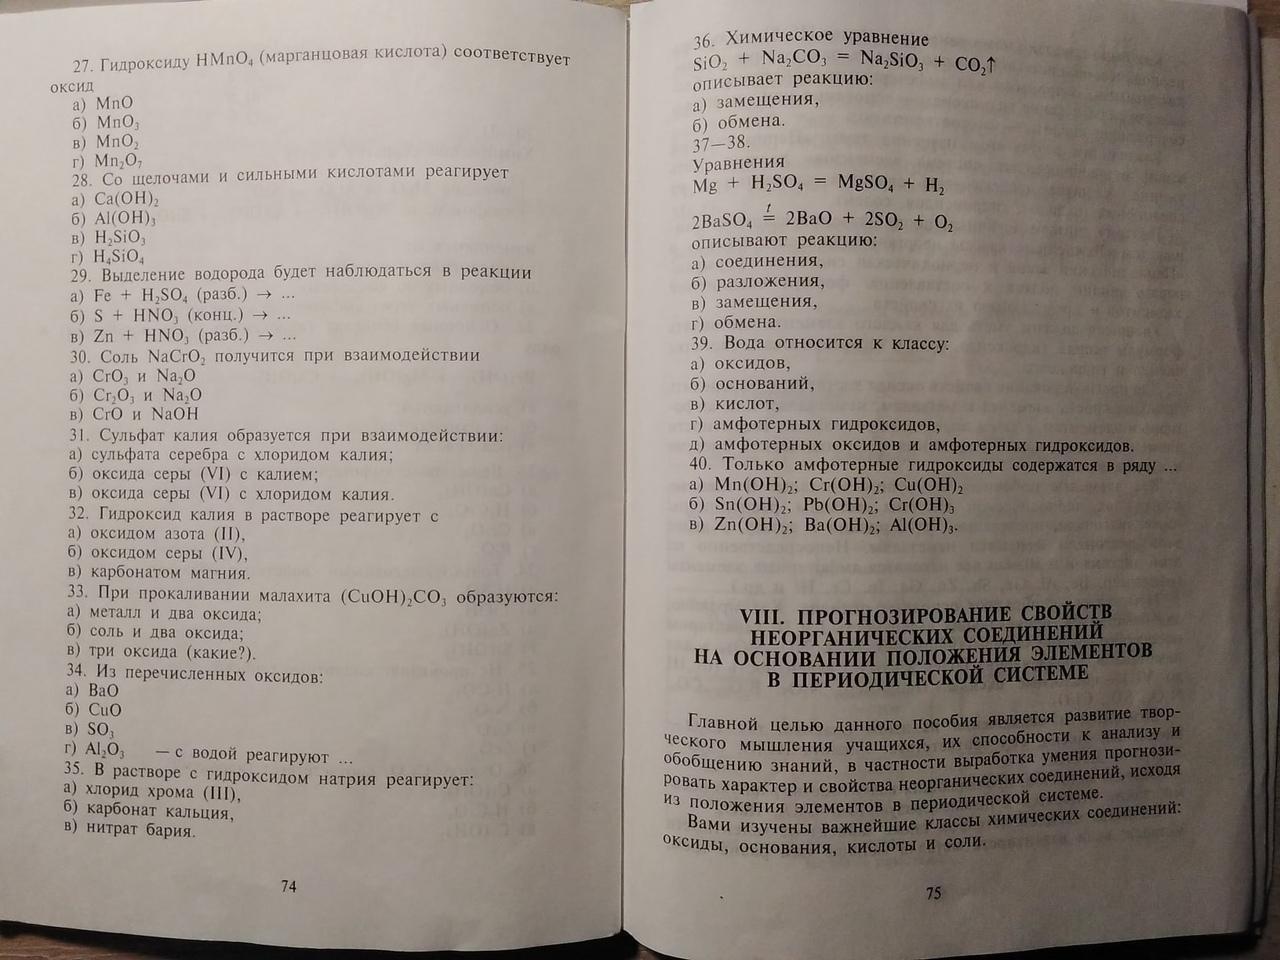 27. Гидроксиду HMnO₄ (марганцовая кислота) соответствует
оксид
а) MnO
б) MnO₃
в) MnO₂
г) Mn₂O₇
28. Со щелочами и сильными кислотами реагирует
а) Ca(OH)₂
б) Al(OH)₃
в) H₂SiO₃
г) H₄SiO₄
29. Выделение водорода будет наблюдаться в реакции
а) Fe + H₂SO₄ (разб.) → ...
б) S + HNO₃ (конц.) → ...
в) Zn + HNO₃ (разб.) → ...
30. Соль NaCrO₂ получится при взаимодействии
а) CrO₃ и Na₂O
б) Cr₂O₃ и Na₂O
в) CrO и NaOH
31. Сульфат калия образуется при взаимодействии:
а) сульфата серебра с хлоридом калия;
б) оксида серы (VI) с калием;
в) оксида серы (VI) с хлоридом калия.
32. Гидроксид калия в растворе реагирует с
а) оксидом азота (II),
б) оксидом серы (IV),
в) карбонатом магния.
33. При прокаливании малахита (CuOH)₂CO₃ образуются:
а) металл и два оксида;
б) соль и два оксида;
в) три оксида (какие?).
34. Из перечисленных оксидов:
а) BaO
б) CuO
в) SO₃
г) Al₂O₃ — с водой реагируют ...
35. В растворе с гидроксидом натрия реагирует:
а) хлорид хрома (III),
б) карбонат кальция,
в) нитрат бария.
74
36. Химическое уравнение
SiO₂ + Na₂CO₃ = Na₂SiO₃ + CO₂↑
описывает реакцию:
а) замещения,
б) обмена.
37—38.
Уравнения
Mg + H₂SO₄ = MgSO₄ + H₂
t
2BaSO₄ = 2BaO + 2SO₂ + O₂
описывают реакцию:
а) соединения,
б) разложения,
в) замещения,
г) обмена.
39. Вода относится к классу:
а) оксидов,
б) оснований,
в) кислот,
г) амфотерных гидроксидов,
д) амфотерных оксидов и амфотерных гидроксидов.
40. Только амфотерные гидроксиды содержатся в ряду ...
а) Mn(OH)₂; Cr(OH)₂; Cu(OH)₂
б) Sn(OH)₂; Pb(OH)₂; Cr(OH)₃
в) Zn(OH)₂; Ba(OH)₂; Al(OH)₃.
VIII. ПРОГНОЗИРОВАНИЕ СВОЙСТВ
НЕОРГАНИЧЕСКИХ СОЕДИНЕНИЙ
НА ОСНОВАНИИ ПОЛОЖЕНИЯ ЭЛЕМЕНТОВ
В ПЕРИОДИЧЕСКОЙ СИСТЕМЕ
Главной целью данного пособия является развитие твор-
ческого мышления учащихся, их способности к анализу и
обобщению знаний, в частности выработка умения прогнози-
ровать характер и свойства неорганических соединений, исходя
из положения элементов в периодической системе.
Вами изучены важнейшие классы химических соединений:
оксиды, основания, кислоты и соли.
75